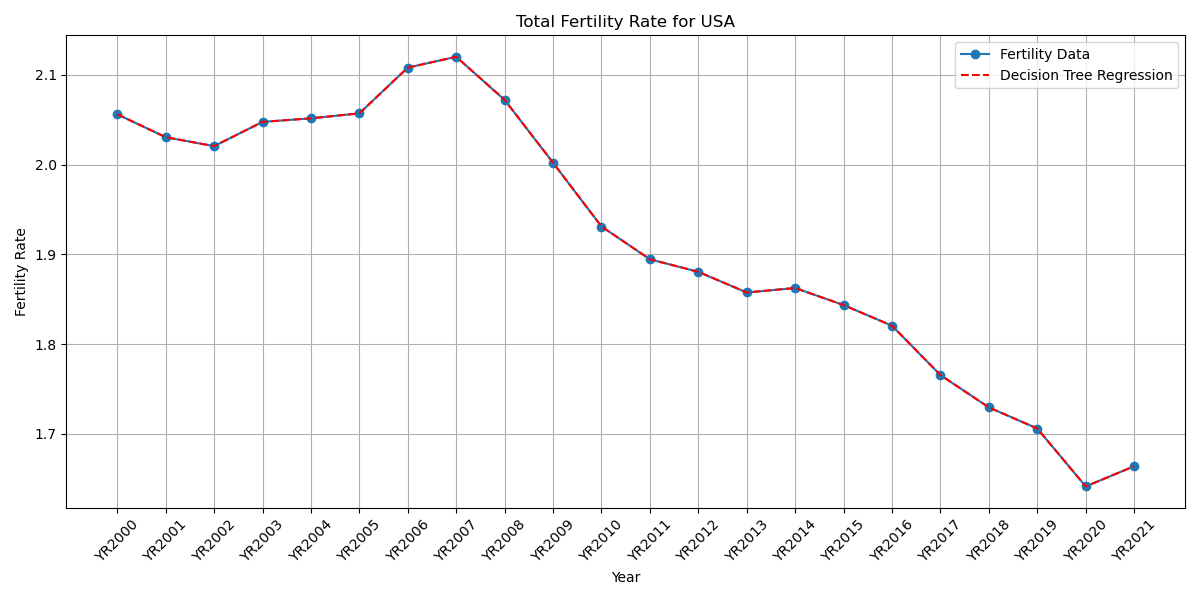 Total Fertility Rate for USA
Fertility Data
Decision Tree Regression
Fertility Rate
2.1
2.0
1.9
1.8
1.7
YR2000
YR2001
YR2002
YR2003
YR2004
YR2005
YR2006
YR2007
YR2008
YR2009
YR2010
YR2011
YR2012
YR2013
YR2014
YR2015
YR2016
YR2017
YR2018
YR2019
YR2020
YR2021
Year